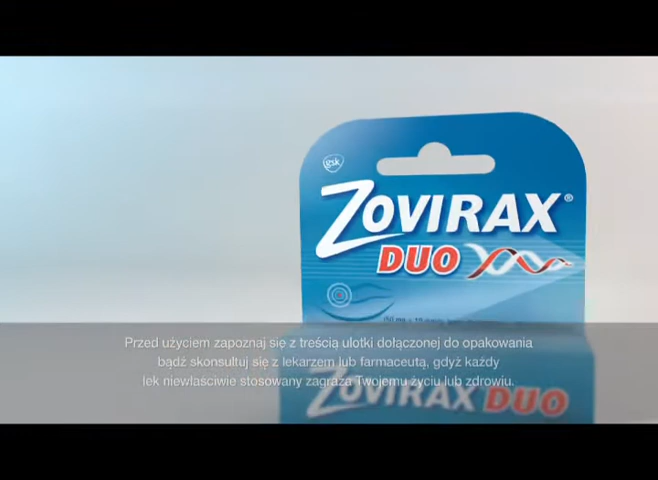 gsk
ZOVIRAX®
DUO
Przed użyciem zapoznaj się z treścią ulotki dołączonej do opakowania
bądź skonsultuj się z lekarzem lub farmaceutą, gdyż każdy
lek niewłaściwie stosowany zagraża Twojemu życiu lub zdrowiu.
ZOVIRAX DUO